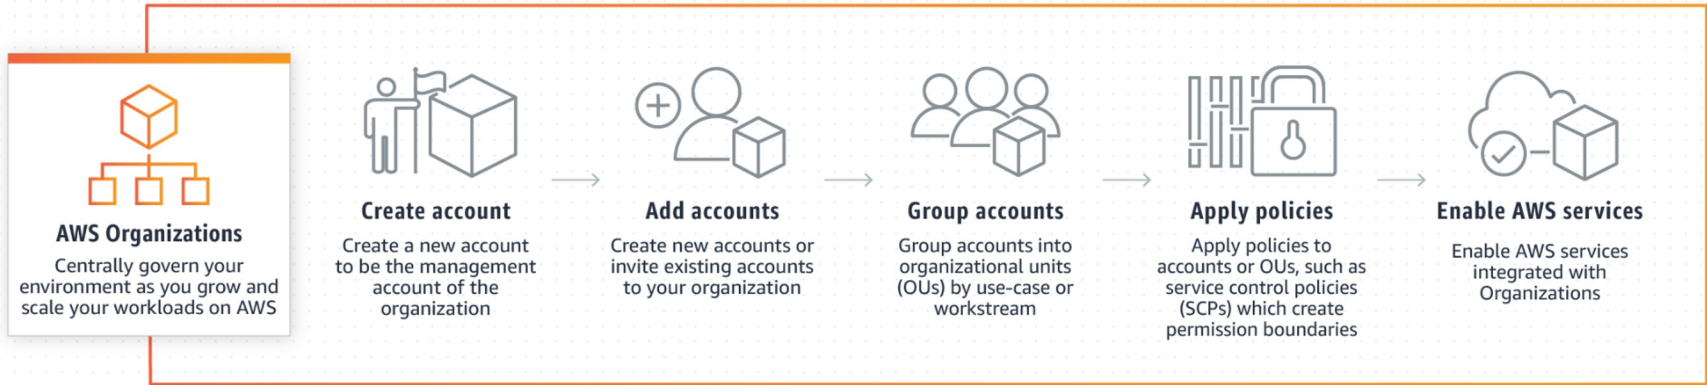 AWS Organizations
Centrally govern your
environment as you grow and
scale your workloads on AWS
Create account
Create a new account
to be the management
account of the
organization
Add accounts
Create new accounts or
invite existing accounts
to your organization
Group accounts
Group accounts into
organizational units
(OUs) by use-case or
workstream
Apply policies
Apply policies to
accounts or OUs, such as
service control policies
(SCPs) which create
permission boundaries
Enable AWS services
Enable AWS services
integrated with
Organizations